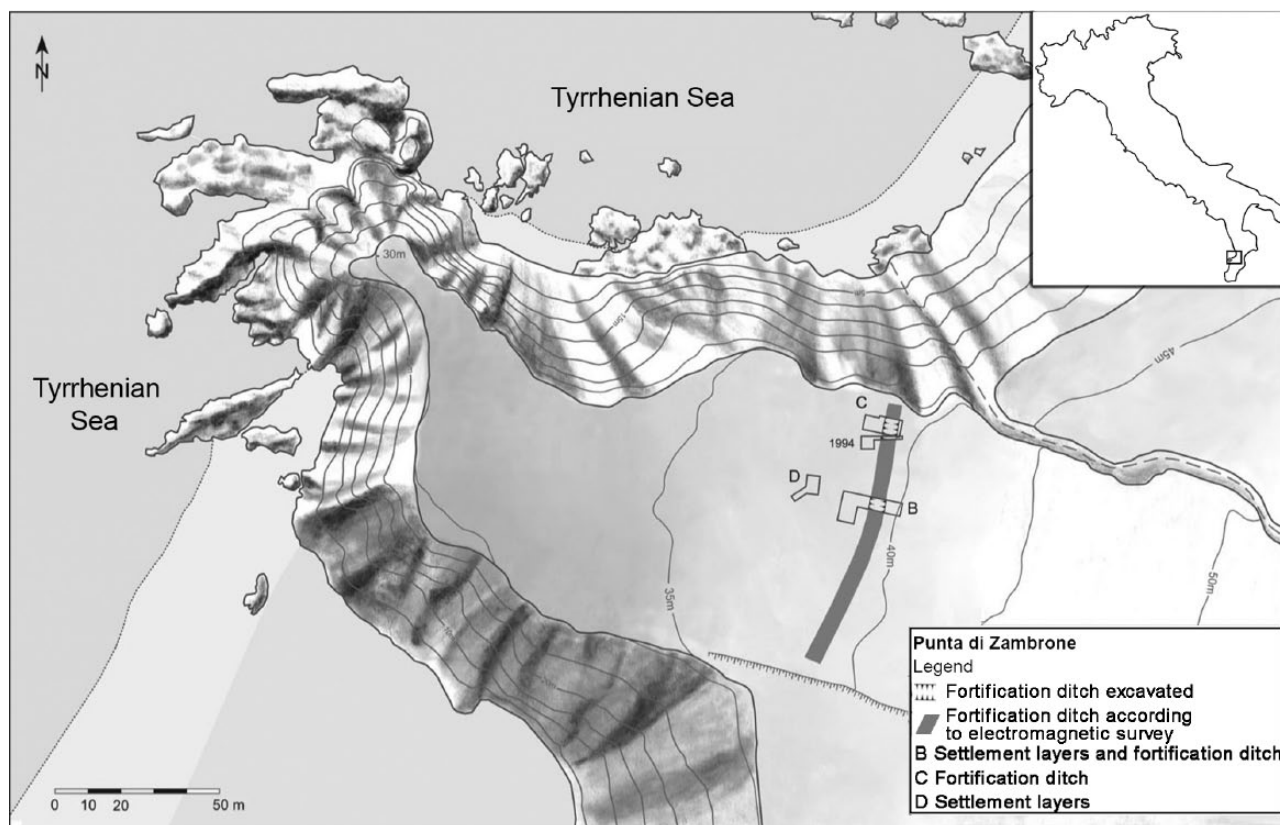 N
Tyrrhenian Sea
30m
15m
45m
Tyrrhenian
Sea
C
1994
D
B
40m
35m
50m
Punta di Zambrone
Legend
Fortification ditch excavated
Fortification ditch according
to electromagnetic survey
B Settlement layers and fortification ditch
C Fortification ditch
D Settlement layers
0 10 20 50 m